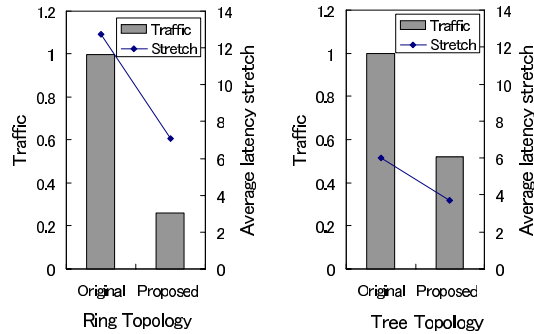 1.2
1
0.8
0.6
0.4
0.2
0
Traffic
14
12
10
8
6
4
2
0
Average latency stretch
Traffic
Stretch
Original Proposed
Ring Topology
1.2
1
0.8
0.6
0.4
0.2
0
Traffic
14
12
10
8
6
4
2
0
Average latency stretch
Traffic
Stretch
Original Proposed
Tree Topology